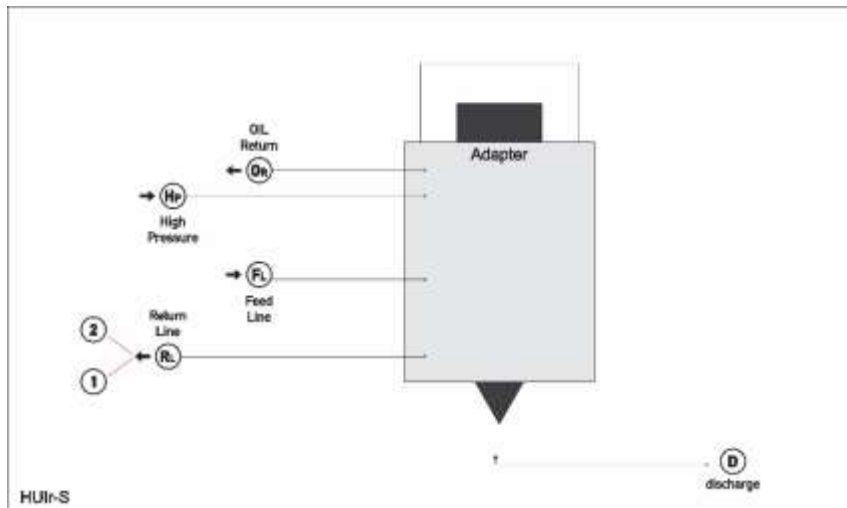 OIL
Return
OR
Adapter
HP
High
Pressure
FL
Feed
Line
Return
Line
2
RL
1
D
discharge
HUIr-S